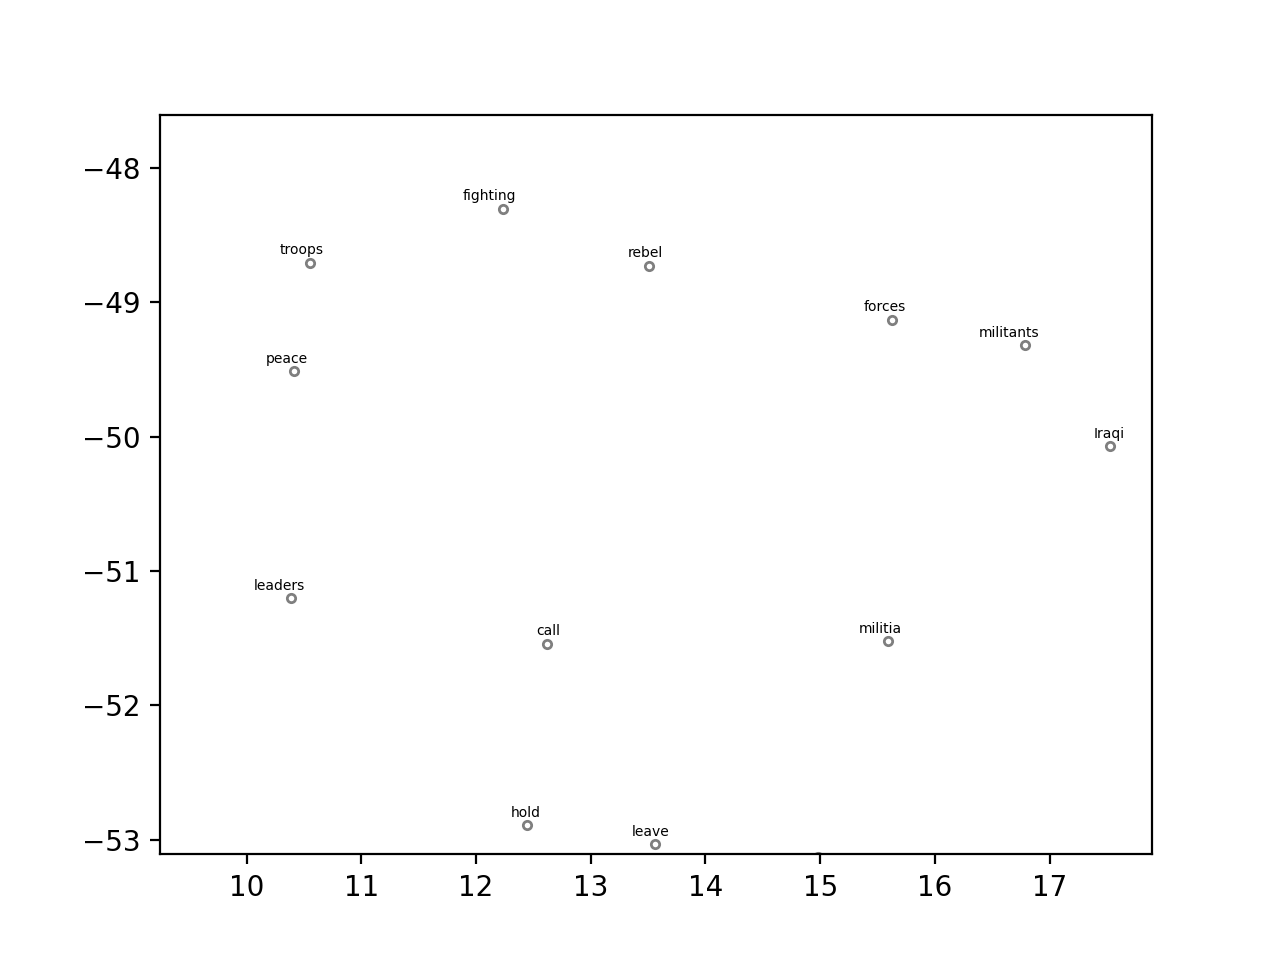 −48
fighting
troops
rebel
−49
forces
militants
peace
−50
Iraqi
−51
leaders
call
militia
−52
hold
leave
−53
10 11 12 13 14 15 16 17